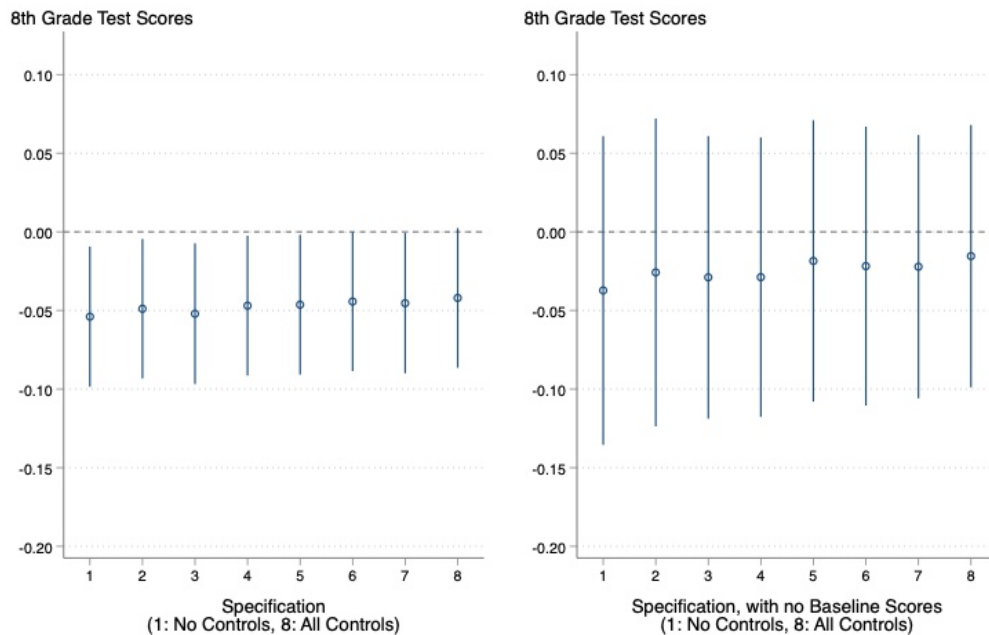 8th Grade Test Scores
0.10
0.05
0.00
-0.05
-0.10
-0.15
-0.20
1 2 3 4 5 6 7 8
Specification
(1: No Controls, 8: All Controls)
8th Grade Test Scores
0.10
0.05
0.00
-0.05
-0.10
-0.15
-0.20
1 2 3 4 5 6 7 8
Specification, with no Baseline Scores
(1: No Controls, 8: All Controls)